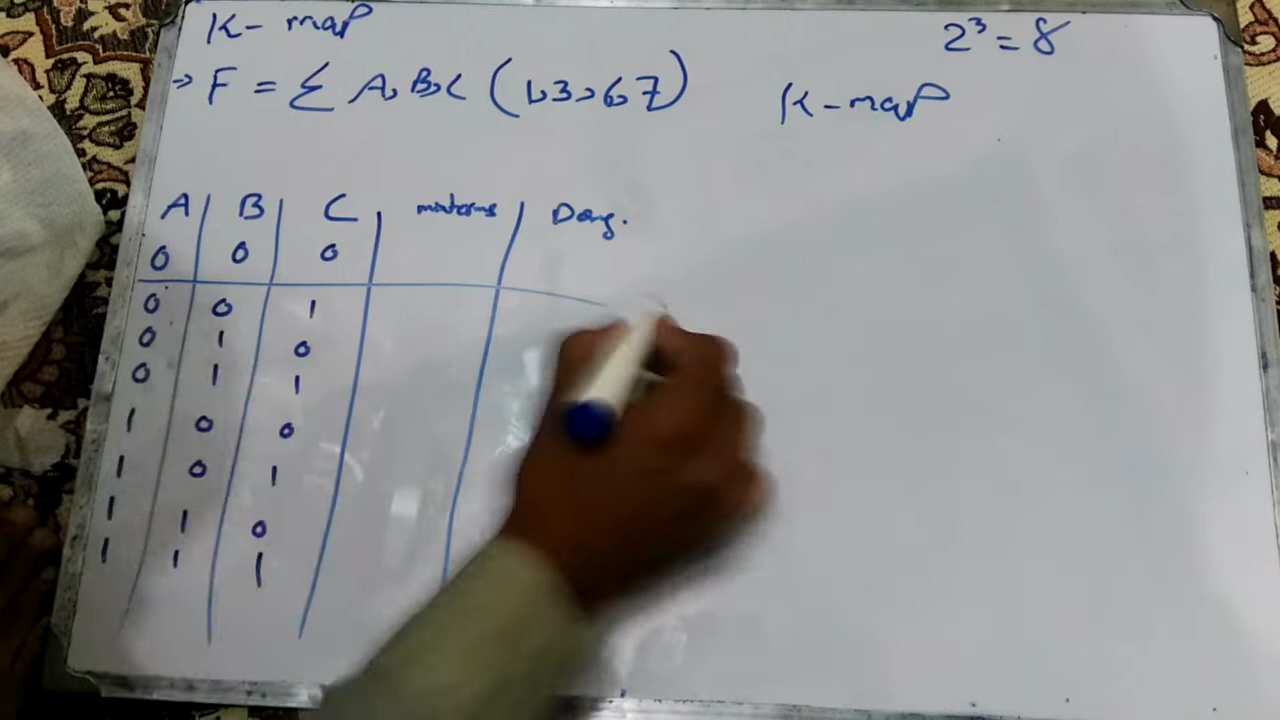 K-map
2³ = 8
⇒ F = Σ A, B, C (1, 3, 6, 7)
K-map
A B C minterms
0 0 0
0 0 1
0 1 0
0 1 1
1 0 0
1 0 1
1 1 0
1 1 1